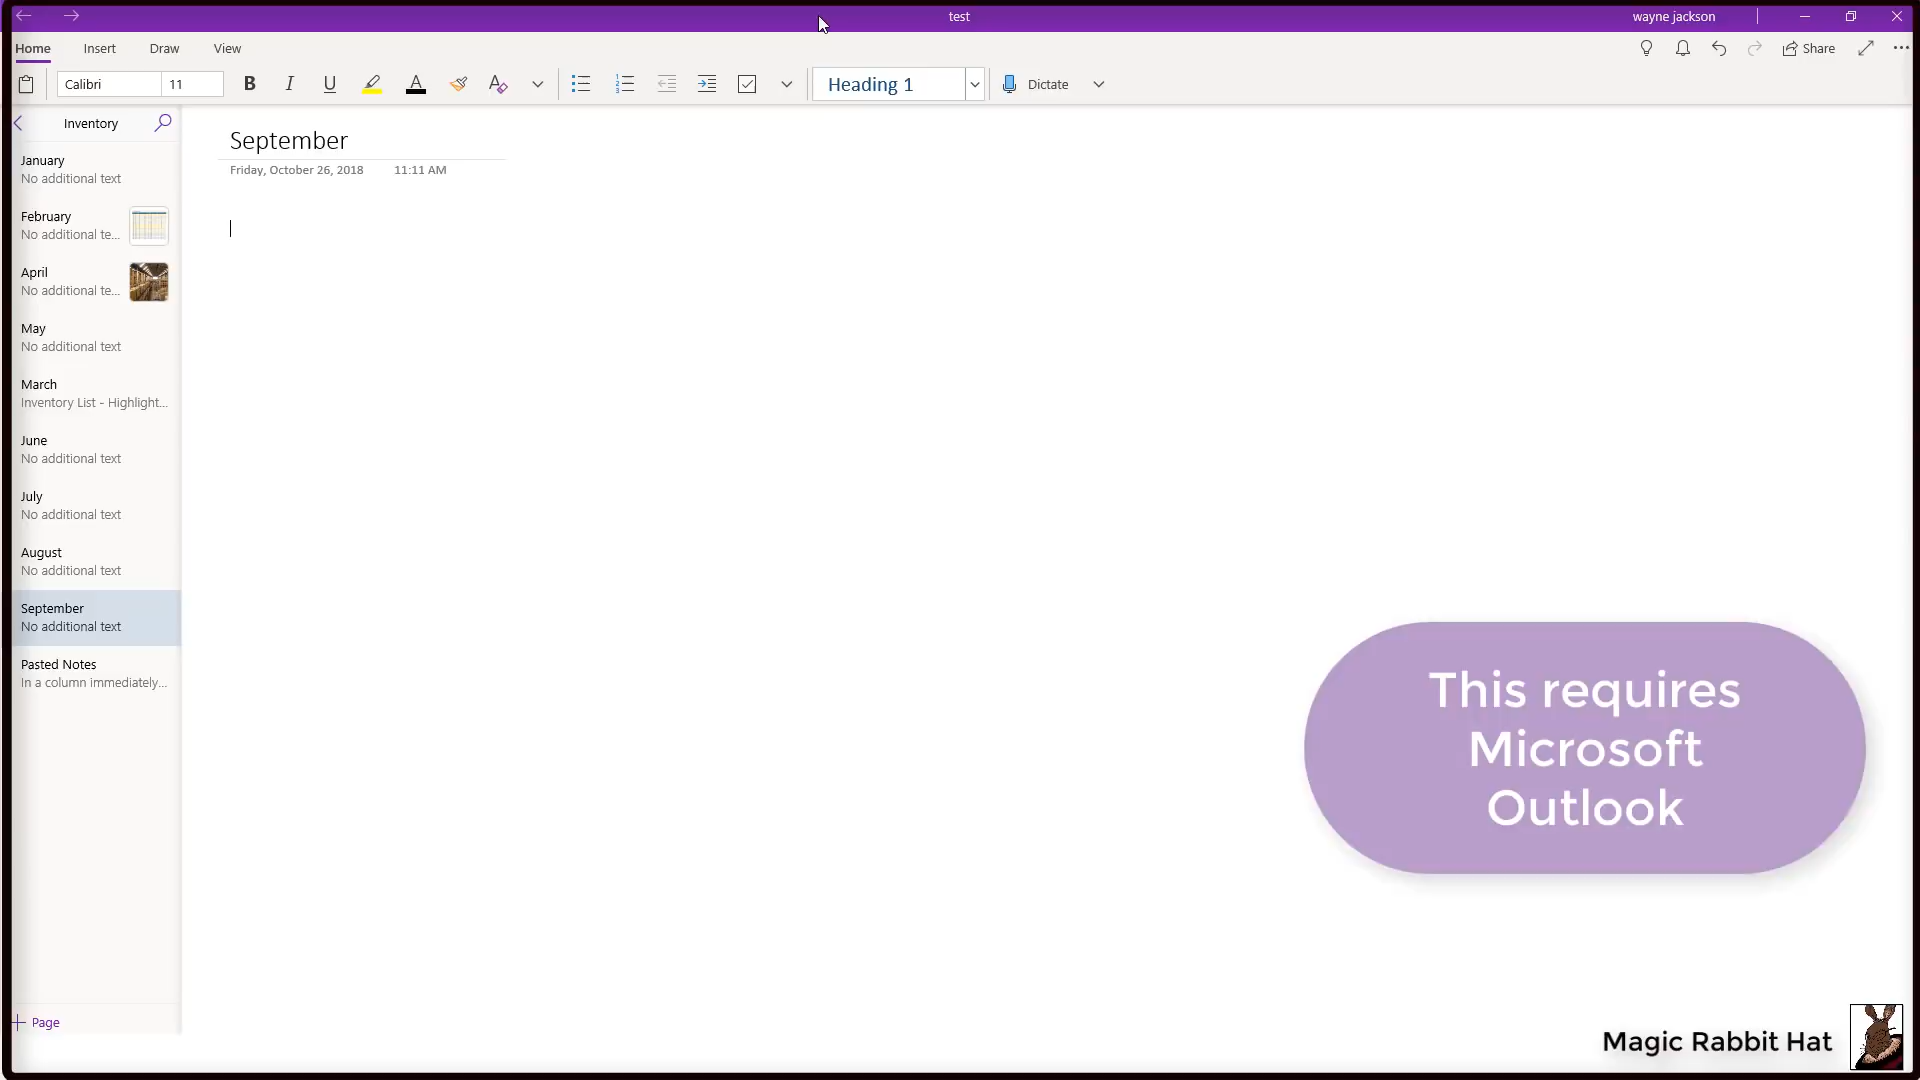 test
wayne jackson
Home
Insert
Draw
View
Share
Calibri
11
B
I
U
A
A
1
2
3
Heading 1
Dictate
Inventory
January
No additional text
February
No additional te...
April
No additional te...
May
No additional text
March
Inventory List - Highlight...
June
No additional text
July
No additional text
August
No additional text
September
No additional text
Pasted Notes
In a column immediately...
Page
September
Friday, October 26, 2018
11:11 AM
This requires
Microsoft
Outlook
Magic Rabbit Hat